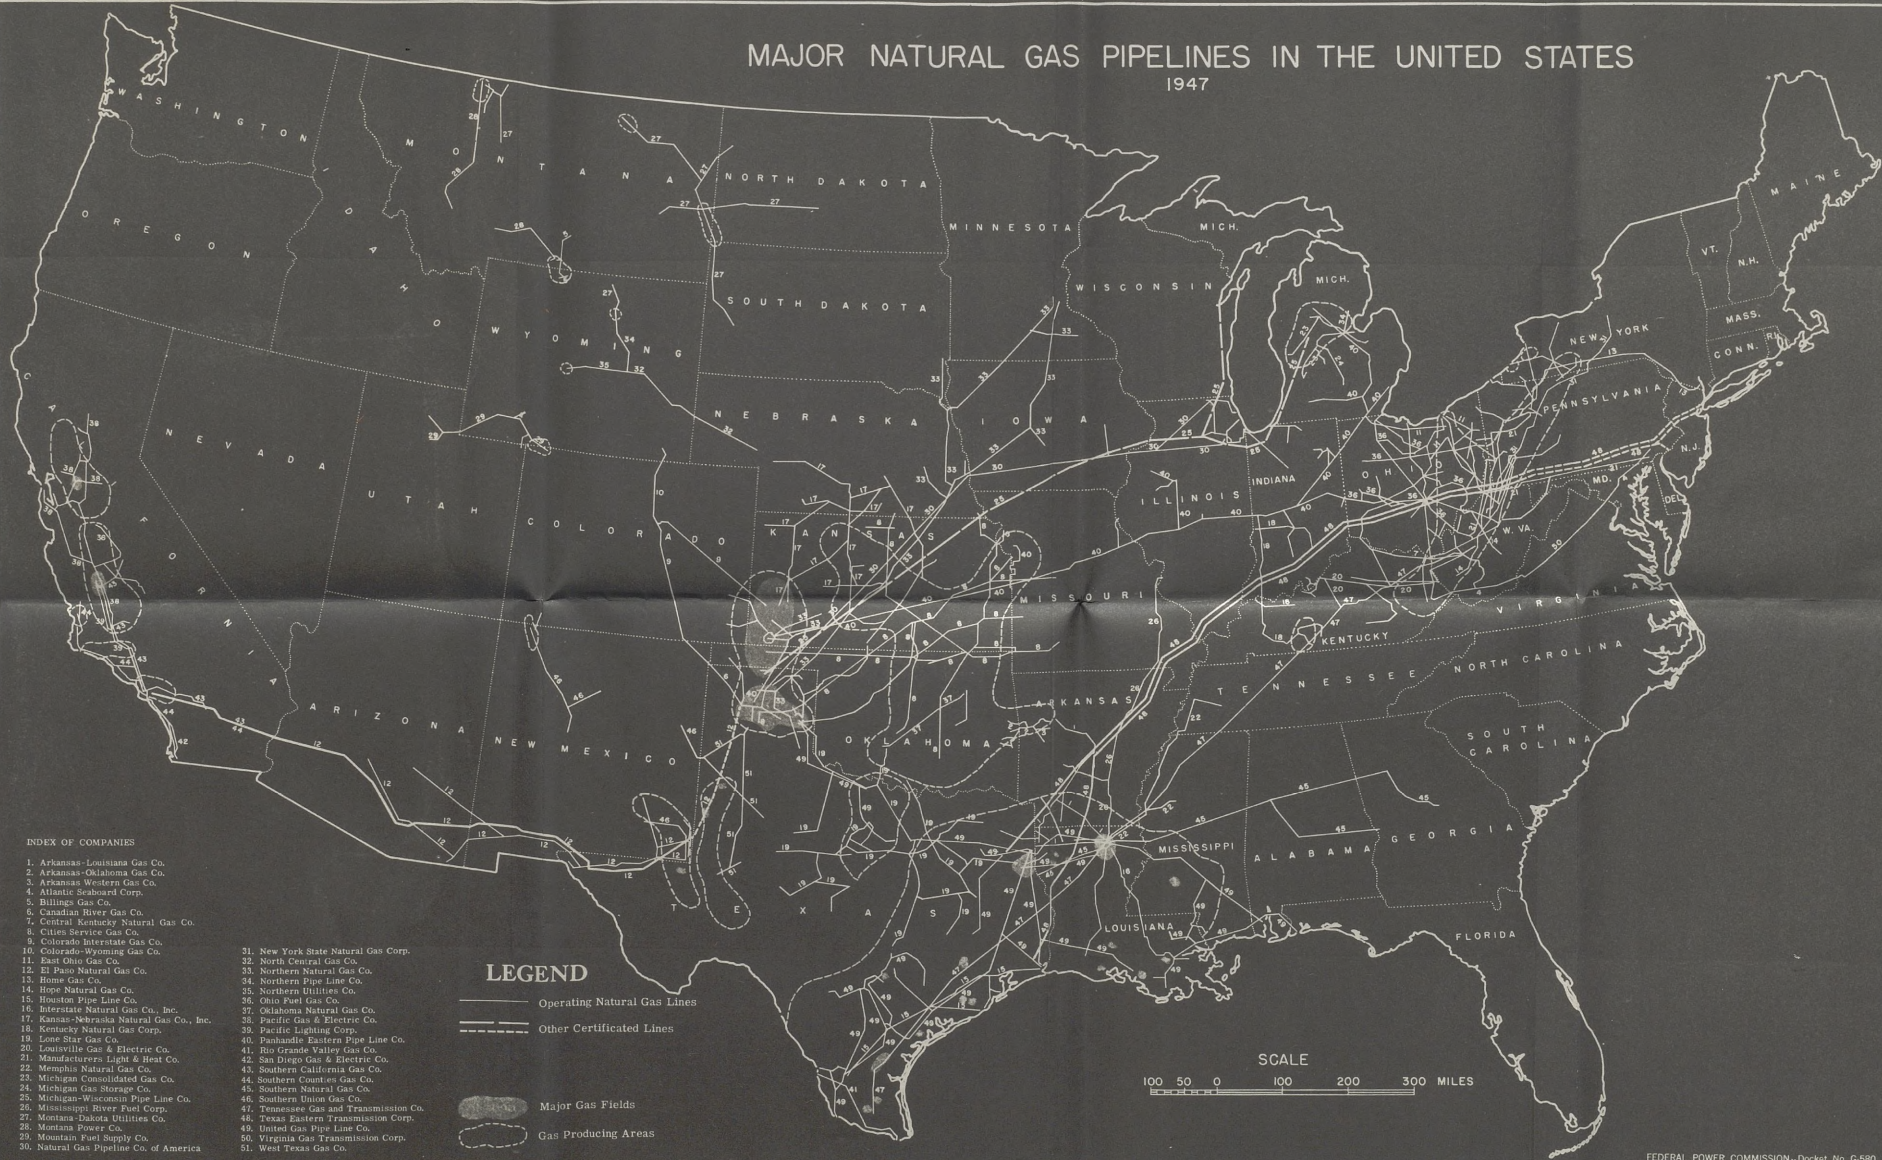 MAJOR NATURAL GAS PIPELINES IN THE UNITED STATES
1947
WASHINGTON
OREGON
IDAHO
MONTANA
NORTH DAKOTA
SOUTH DAKOTA
MINNESOTA
WISCONSIN
MICH.
MICH.
WYOMING
NEBRASKA
IOWA
CALIFORNIA
NEVADA
UTAH
COLORADO
KANSAS
MISSOURI
ILLINOIS
INDIANA
OHIO
PENNSYLVANIA
NEW YORK
VT.
N.H.
MAINE
MASS.
CONN.
R.I.
N.J.
MD.
DEL.
W. VA.
VIRGINIA
KENTUCKY
TENNESSEE
NORTH CAROLINA
SOUTH CAROLINA
ARIZONA
NEW MEXICO
OKLAHOMA
ARKANSAS
TEXAS
LOUISIANA
MISSISSIPPI
ALABAMA
GEORGIA
FLORIDA
INDEX OF COMPANIES
1. Arkansas-Louisiana Gas Co.
2. Arkansas-Oklahoma Gas Co.
3. Arkansas Western Gas Co.
4. Atlantic Seaboard Corp.
5. Billings Gas Co.
6. Canadian River Gas Co.
7. Central Kentucky Natural Gas Co.
8. Cities Service Gas Co.
9. Colorado Interstate Gas Co.
10. Colorado-Wyoming Gas Co.
11. East Ohio Gas Co.
12. El Paso Natural Gas Co.
13. Home Gas Co.
14. Hope Natural Gas Co.
15. Houston Pipe Line Co.
16. Interstate Natural Gas Co., Inc.
17. Kansas-Nebraska Natural Gas Co., Inc.
18. Kentucky Natural Gas Corp.
19. Lone Star Gas Co.
20. Louisville Gas & Electric Co.
21. Manufacturers Light & Heat Co.
22. Memphis Natural Gas Co.
23. Michigan Consolidated Gas Co.
24. Michigan Gas Storage Co.
25. Michigan-Wisconsin Pipe Line Co.
26. Mississippi River Fuel Corp.
27. Montana-Dakota Utilities Co.
28. Montana Power Co.
29. Mountain Fuel Supply Co.
30. Natural Gas Pipeline Co. of America
31. New York State Natural Gas Corp.
32. North Central Gas Co.
33. Northern Natural Gas Co.
34. Northern Pipe Line Co.
35. Northern Utilities Co.
36. Ohio Fuel Gas Co.
37. Oklahoma Natural Gas Co.
38. Pacific Gas & Electric Co.
39. Pacific Lighting Corp.
40. Panhandle Eastern Pipe Line Co.
41. Rio Grande Valley Gas Co.
42. San Diego Gas & Electric Co.
43. Southern California Gas Co.
44. Southern Counties Gas Co.
45. Southern Natural Gas Co.
46. Southern Union Gas Co.
47. Tennessee Gas and Transmission Co.
48. Texas Eastern Transmission Corp.
49. United Gas Pipe Line Co.
50. Virginia Gas Transmission Corp.
51. West Texas Gas Co.
LEGEND
Operating Natural Gas Lines
Other Certificated Lines
Major Gas Fields
Gas Producing Areas
SCALE
100 50 0 100 200 300 MILES
FEDERAL POWER COMMISSION--Docket No. G-580